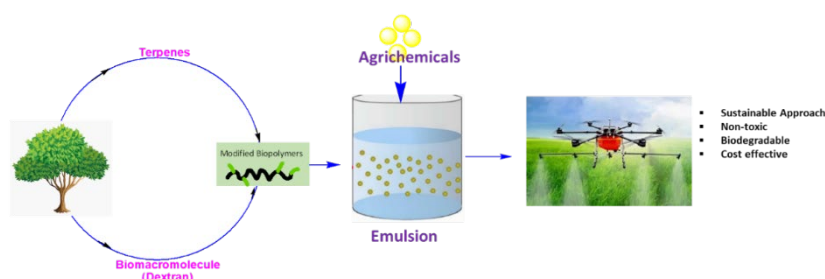 Terpenes
Agrichemicals
Modified Biopolymers
Emulsion
Biomacromolecule
(Dextran)
▪ Sustainable Approach
▪ Non-toxic
▪ Biodegradable
▪ Cost effective